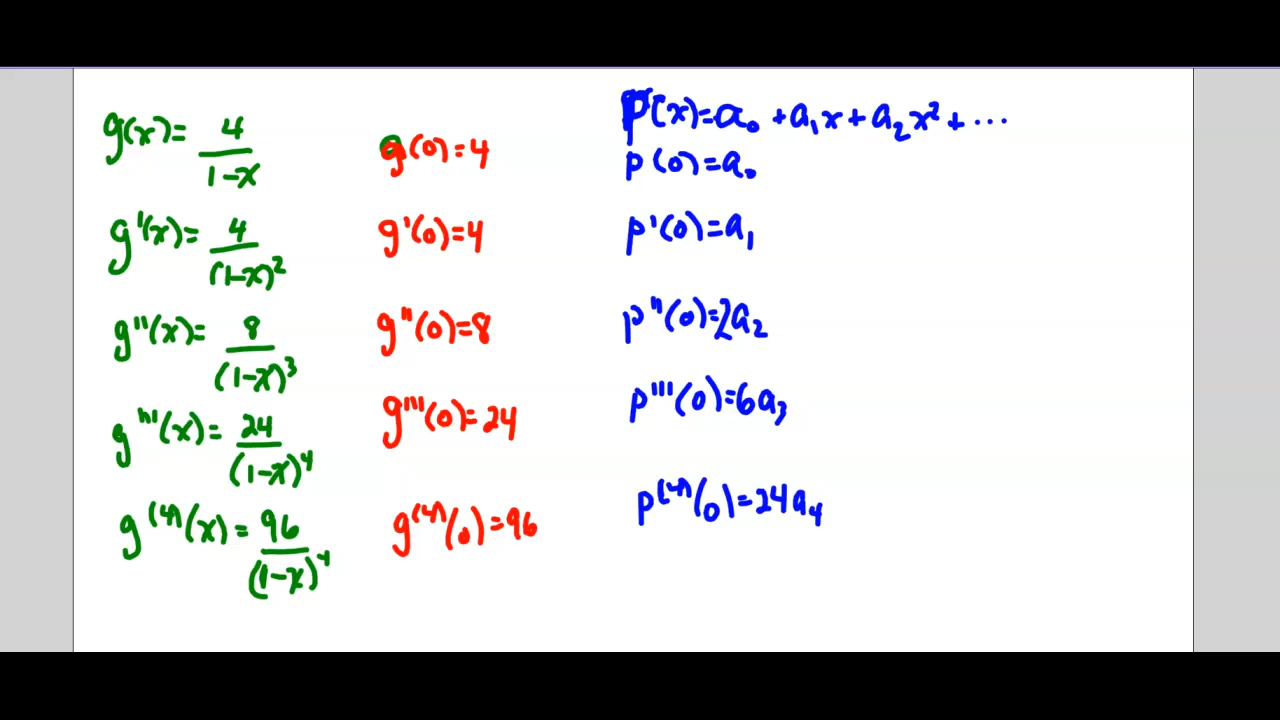 g(x) = 4/(1-x)
g(0) = 4
p(x) = a₀ + a₁x + a₂x² + ...
p(0) = a₀
g'(x) = 4/(1-x)²
g'(0) = 4
p'(0) = a₁
g''(x) = 8/(1-x)³
g''(0) = 8
p''(0) = 2a₂
g'''(x) = 24/(1-x)⁴
g'''(0) = 24
p'''(0) = 6a₃
g⁽⁴⁾(x) = 96/(1-x)⁴
g⁽⁴⁾(0) = 96
p⁽⁴⁾(0) = 24a₄